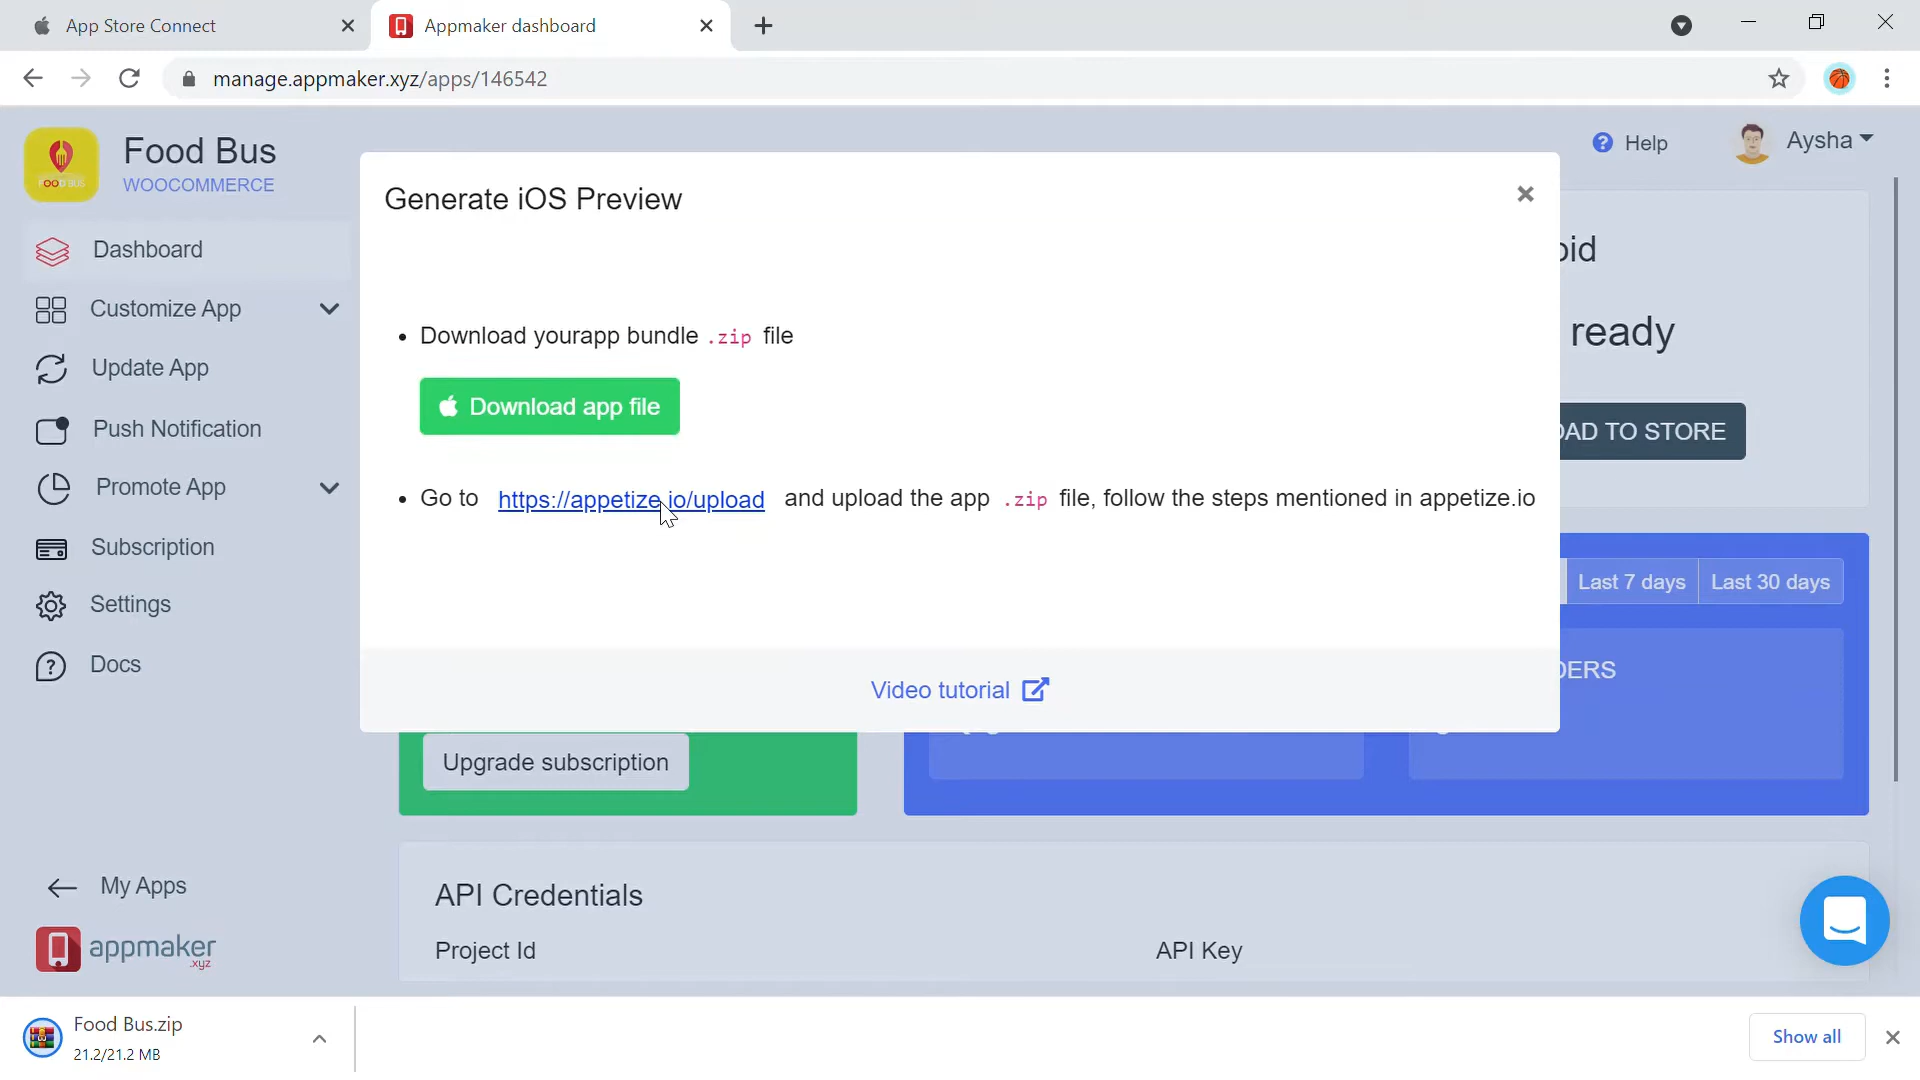 App Store Connect
Appmaker dashboard
manage.appmaker.xyz/apps/146542
FOOD BUS
Food Bus
WOOCOMMERCE
Help
Aysha
Dashboard
Customize App
Update App
Push Notification
Promote App
Subscription
Settings
Docs
My Apps
appmaker
.xyz
Generate iOS Preview
Download yourapp bundle .zip file
Download app file
Go to https://appetize.io/upload and upload the app .zip file, follow the steps mentioned in appetize.io
Video tutorial
oid
ready
OAD TO STORE
Last 7 days
Last 30 days
DERS
Upgrade subscription
API Credentials
Project Id
API Key
Food Bus.zip
21.2/21.2 MB
Show all